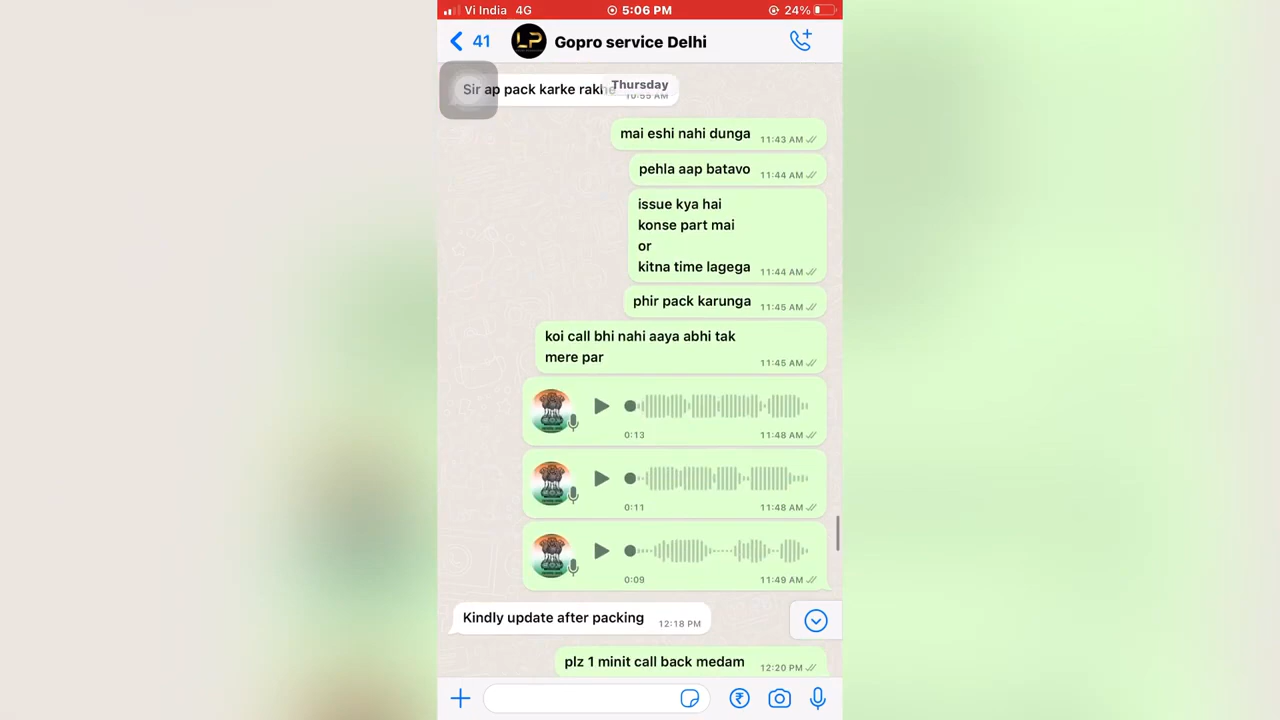 Vi India 4G
5:06 PM
24%
41
LP
Gopro service Delhi
Thursday
Sir ap pack karke rakhe
10:55 AM
mai eshi nahi dunga
11:43 AM
pehla aap batavo
11:44 AM
issue kya hai
konse part mai
or
kitna time lagega
11:44 AM
phir pack karunga
11:45 AM
koi call bhi nahi aaya abhi tak
mere par
11:45 AM
0:13
11:48 AM
0:11
11:48 AM
0:09
11:49 AM
Kindly update after packing
12:18 PM
plz 1 minit call back medam
12:20 PM
₹